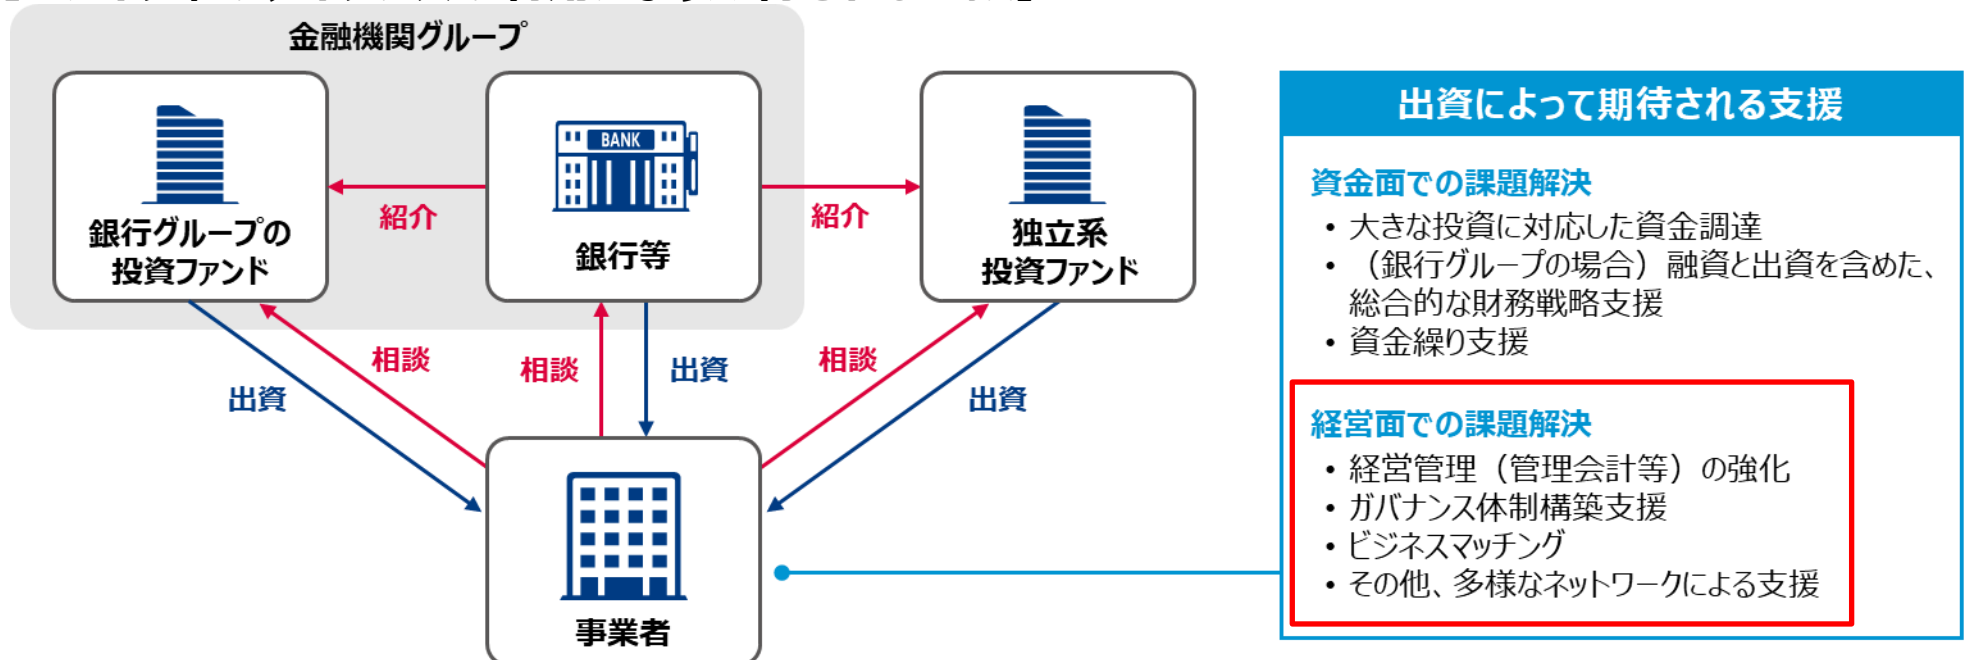 金融機関グループ
BANK
銀行グループの
投資ファンド
紹介
銀行等
紹介
独立系
投資ファンド
相談
出資
相談
出資
相談
出資
事業者
出資によって期待される支援
資金面での課題解決
• 大きな投資に対応した資金調達
• （銀行グループの場合）融資と出資を含めた、
総合的な財務戦略支援
• 資金繰り支援
経営面での課題解決
• 経営管理（管理会計等）の強化
• ガバナンス体制構築支援
• ビジネスマッチング
• その他、多様なネットワークによる支援